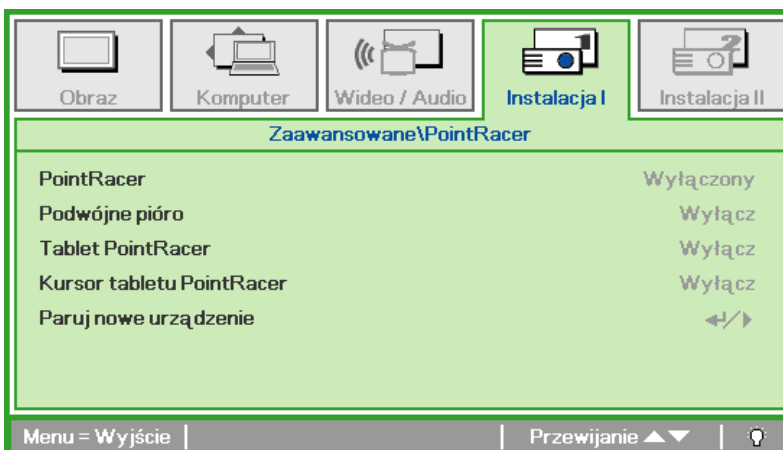 Obraz
Komputer
Wideo / Audio
Instalacja I
Instalacja II
Zaawansowane\PointRacer
PointRacer Wyłączony
Podwójne pióro Wyłącz
Tablet PointRacer Wyłącz
Kursor tabletu PointRacer Wyłącz
Paruj nowe urządzenie
Menu = Wyjście
Przewijanie